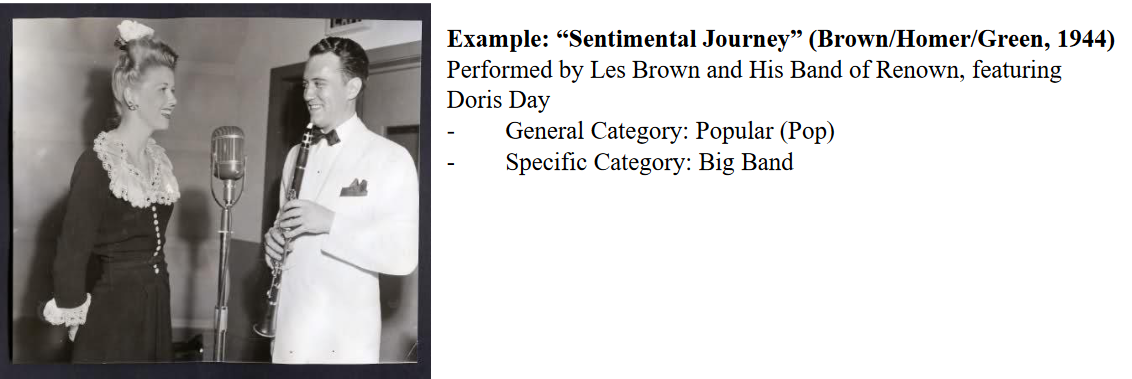 Example: “Sentimental Journey” (Brown/Homer/Green, 1944)
Performed by Les Brown and His Band of Renown, featuring
Doris Day
- General Category: Popular (Pop)
- Specific Category: Big Band